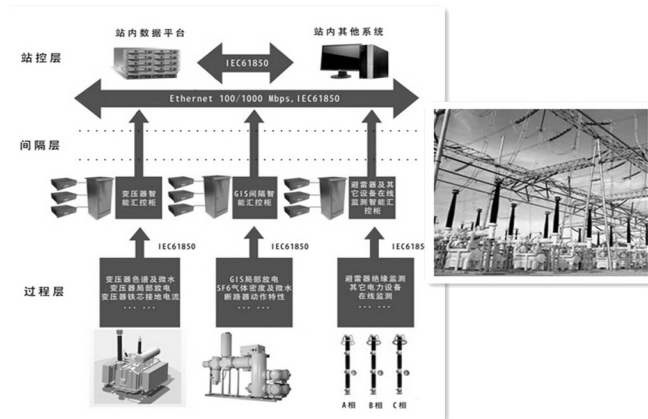 站内数据平台
站内其他系统
站控层
IEC61850
Ethernet 100/1000 Mbps,IEC61850
间隔层
变压器智
能汇控柜
GIS间隔智
能汇控柜
避雷器及其
它设备在线
监测智能汇
控柜
IEC61850
IEC61850
IEC6185
过程层
变压器色谱及微水
变压器局部放电
变压器铁芯接地电流
... ...
GIS局部放电
SF6气体密度及微水
断路器动作特性
... ...
避雷器绝缘监测
其它电力设备
在线监测
... ...
A相
B相
C相